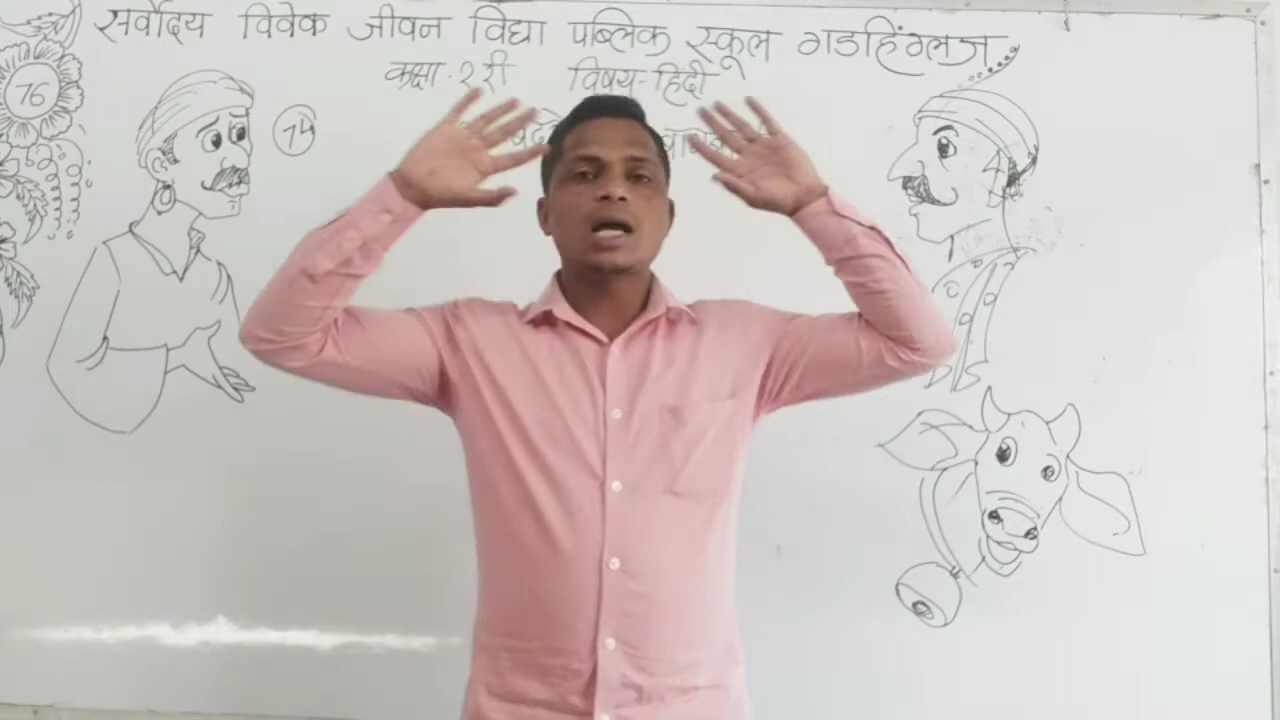 सर्वोदय विवेक जीवन विद्या पब्लिक स्कूल गडहिंग्लज
कक्षा-२री विषय-हिंदी
76
74